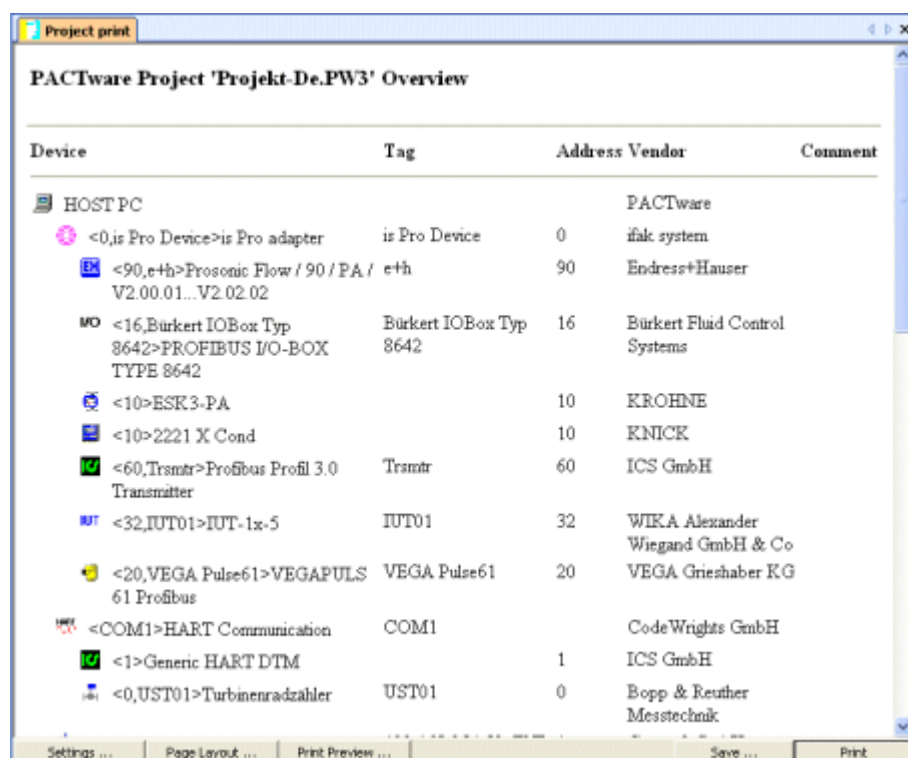 Project print
PACTware Project 'Projekt-De.PW3' Overview
Device Tag Address Vendor Comment
HOST PC PACTware
<0,is Pro Device>is Pro adapter is Pro Device 0 ifak system
EH <90,e+h>Prosonic Flow / 90 / PA / e+h 90 Endress+Hauser
V2.00.01...V2.02.02
I/O <16,Bürkert IOBox Typ Bürkert IOBox Typ 16 Bürkert Fluid Control
8642>PROFIBUS I/O-BOX 8642 Systems
TYPE 8642
<10>ESK3-PA 10 KROHNE
<10>2221 X Cond 10 KNICK
<60,Trsmtr>Profibus Profil 3.0 Trsmtr 60 ICS GmbH
Transmitter
IUT <32,IUT01>IUT-1x-5 IUT01 32 WIKA Alexander
Wiegand GmbH & Co
<20,VEGA Pulse61>VEGAPULS VEGA Pulse61 20 VEGA Grieshaber KG
61 Profibus
HART <COM1>HART Communication COM1 CodeWrights GmbH
<1>Generic HART DTM 1 ICS GmbH
<0,UST01>Turbinenradzähler UST01 0 Bopp & Reuther
Messtechnik
Settings ... Page Layout ... Print Preview ... Save ... Print